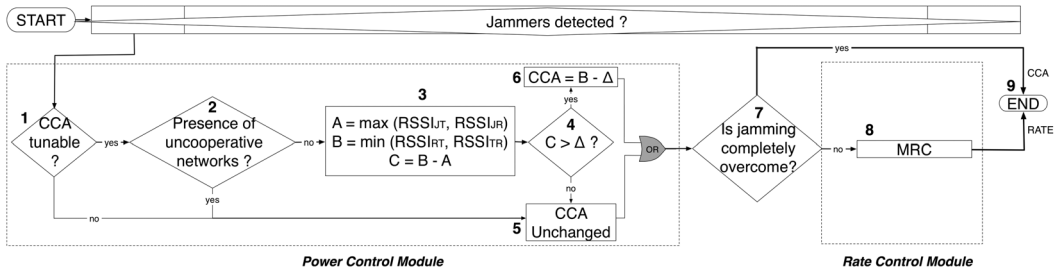 START
Jammers detected ?
1
CCA
tunable
?
yes
no
2
Presence of
uncooperative
networks ?
no
yes
3
A = max (RSSIJT, RSSIJR)
B = min (RSSIRT, RSSITR)
C = B - A
4
C > Δ ?
yes
no
6
CCA = B - Δ
5
CCA
Unchanged
OR
Power Control Module
7
Is
jamming
completely
overcome?
yes
no
8
MRC
Rate Control Module
CCA
9
END
RATE